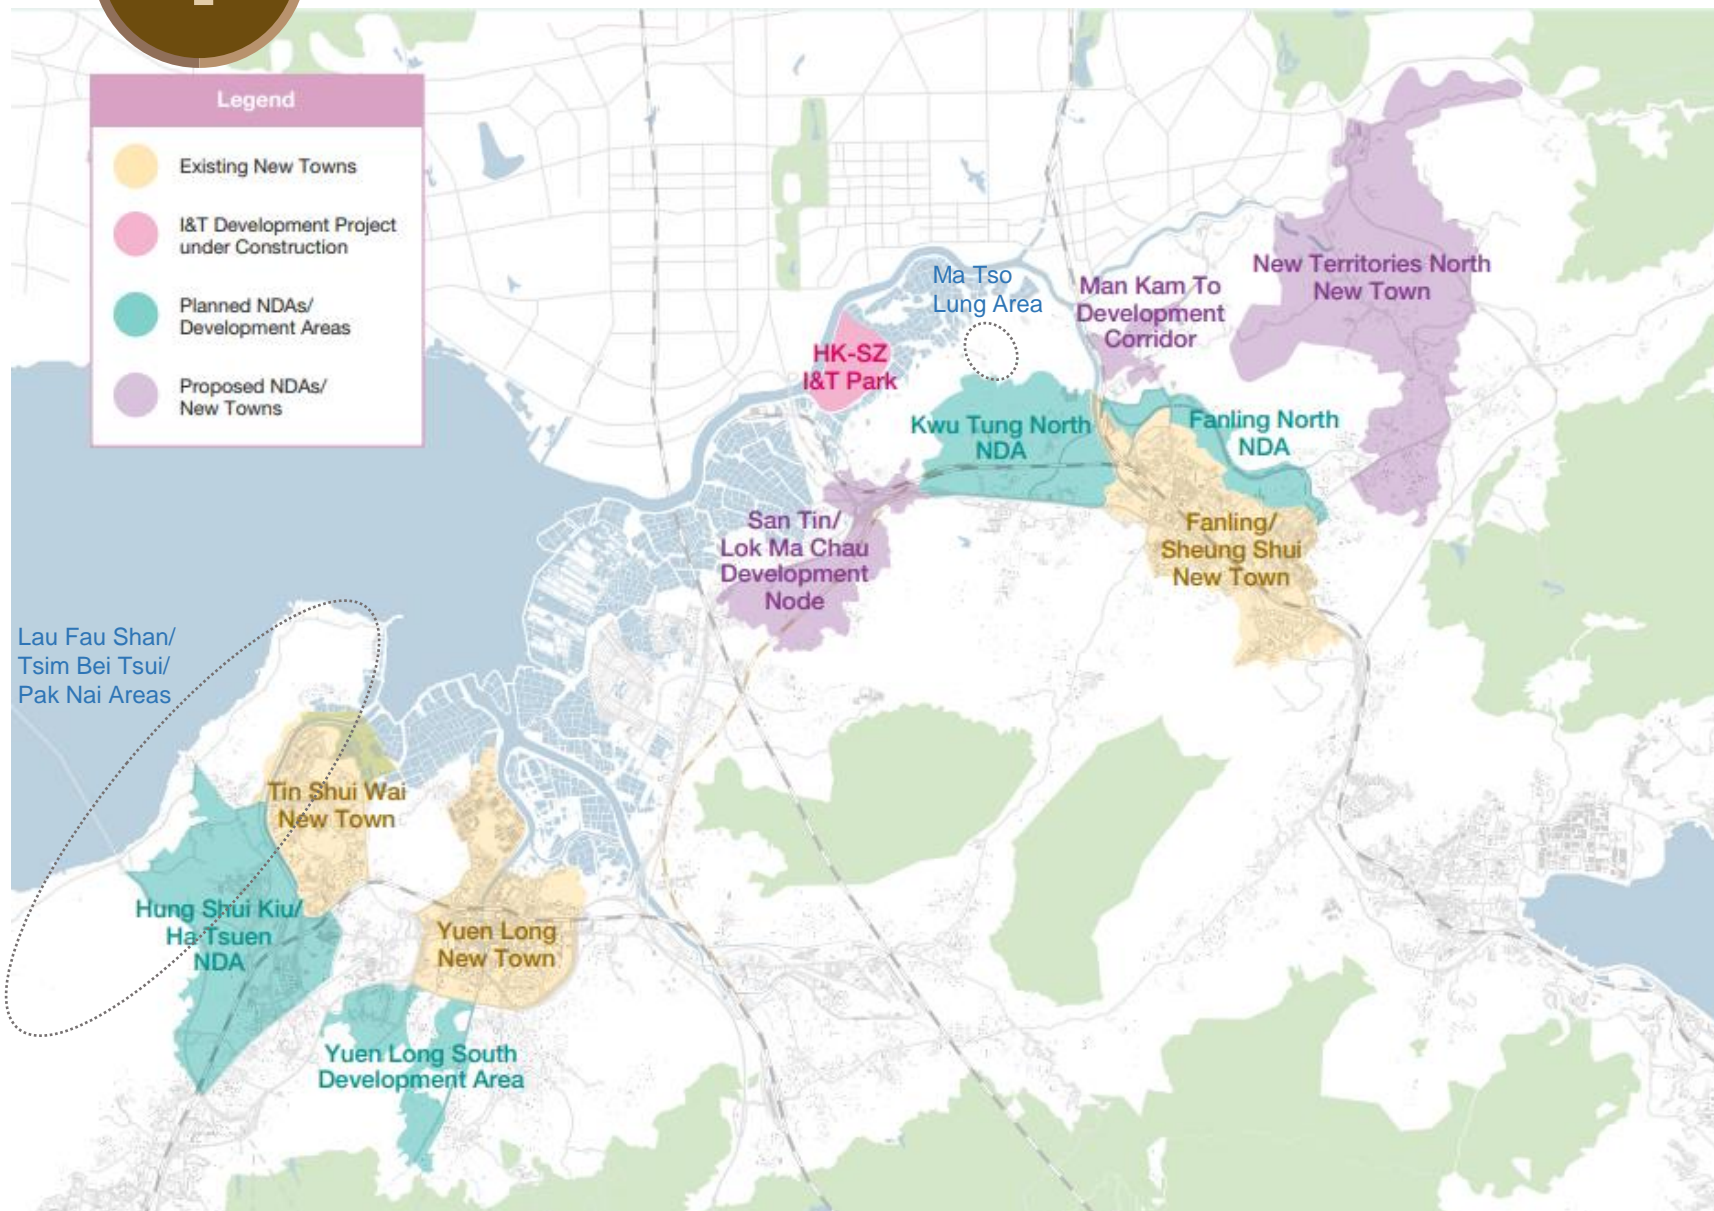 Legend
Existing New Towns
I&T Development Project
under Construction
Planned NDAs/
Development Areas
Proposed NDAs/
New Towns
Ma Tso
Lung Area
Man Kam To
Development
Corridor
New Territories North
New Town
HK-SZ
I&T Park
Kwu Tung North
NDA
Fanling North
NDA
San Tin/
Lok Ma Chau
Development
Node
Fanling/
Sheung Shui
New Town
Lau Fau Shan/
Tsim Bei Tsui/
Pak Nai Areas
Tin Shui Wai
New Town
Hung Shui Kiu/
Ha Tsuen
NDA
Yuen Long
New Town
Yuen Long South
Development Area